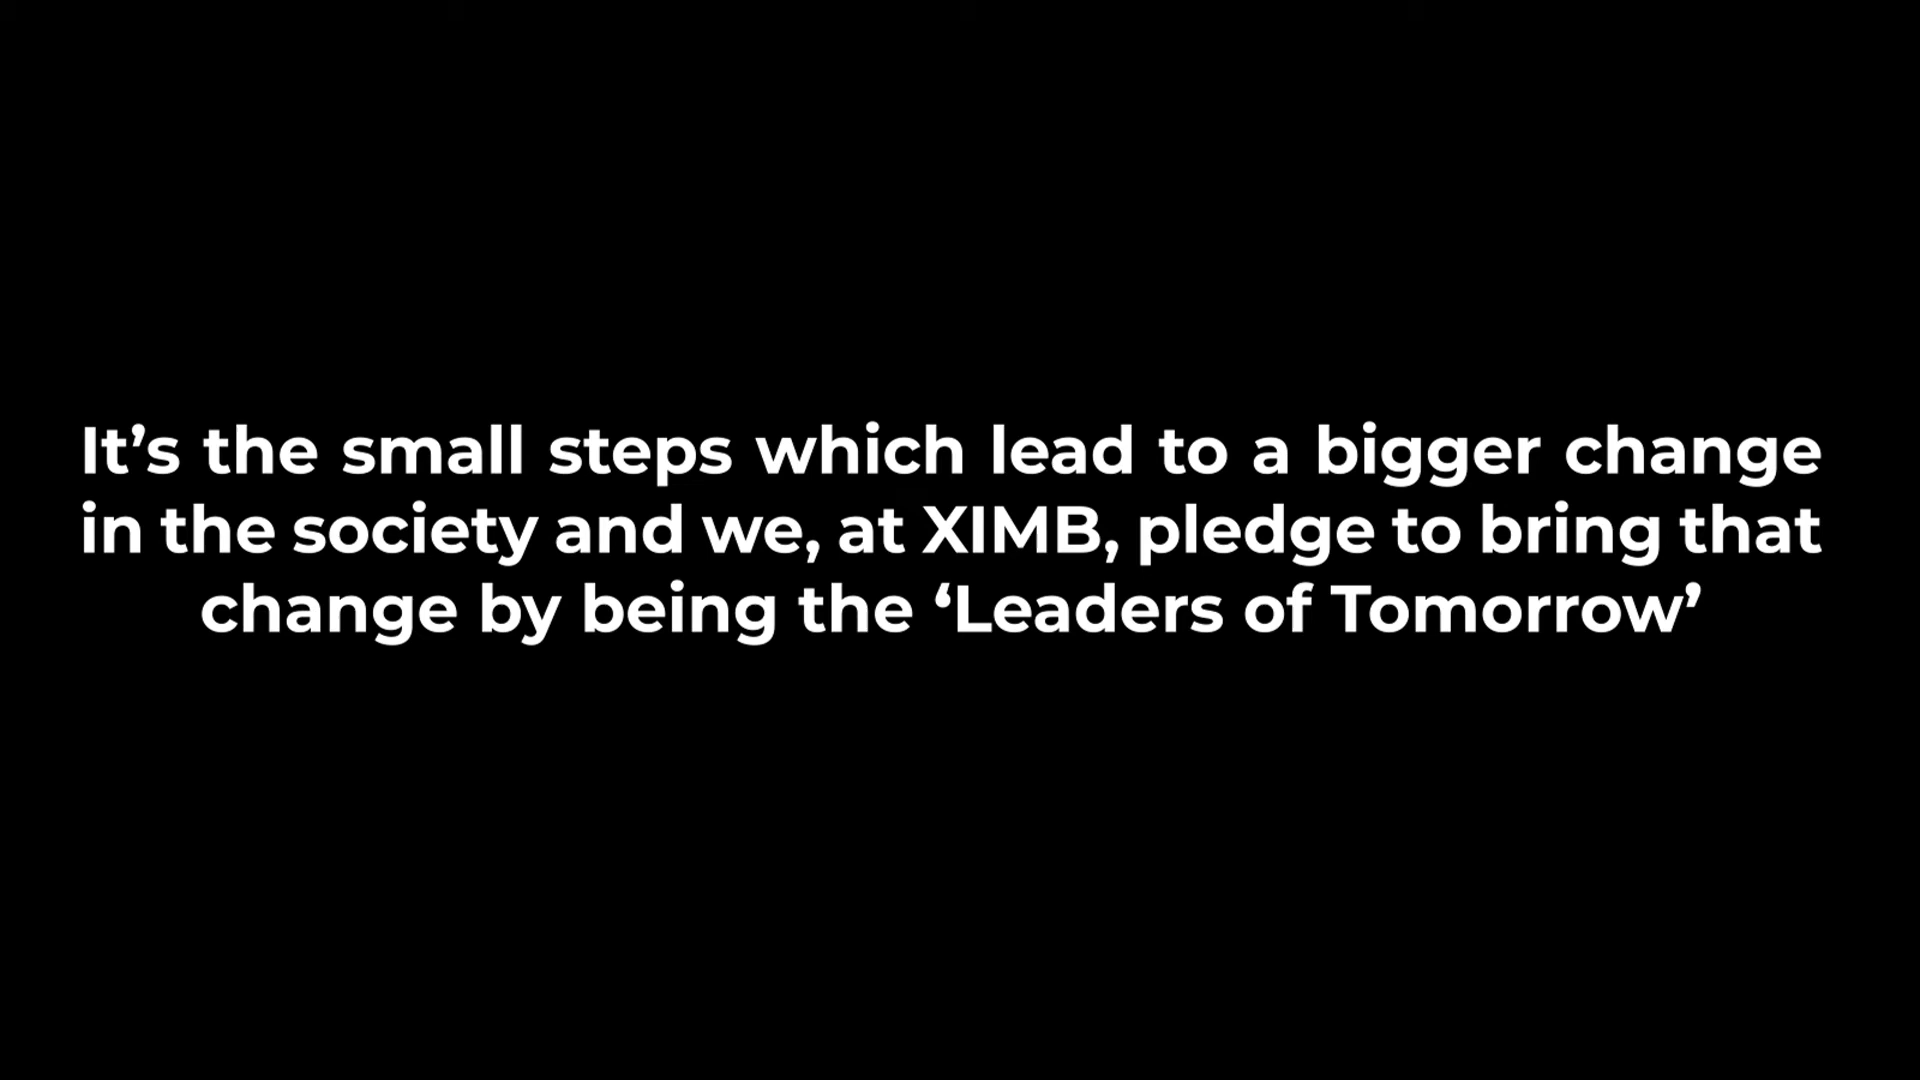 It’s the small steps which lead to a bigger change
in the society and we, at XIMB, pledge to bring that
change by being the ‘Leaders of Tomorrow’